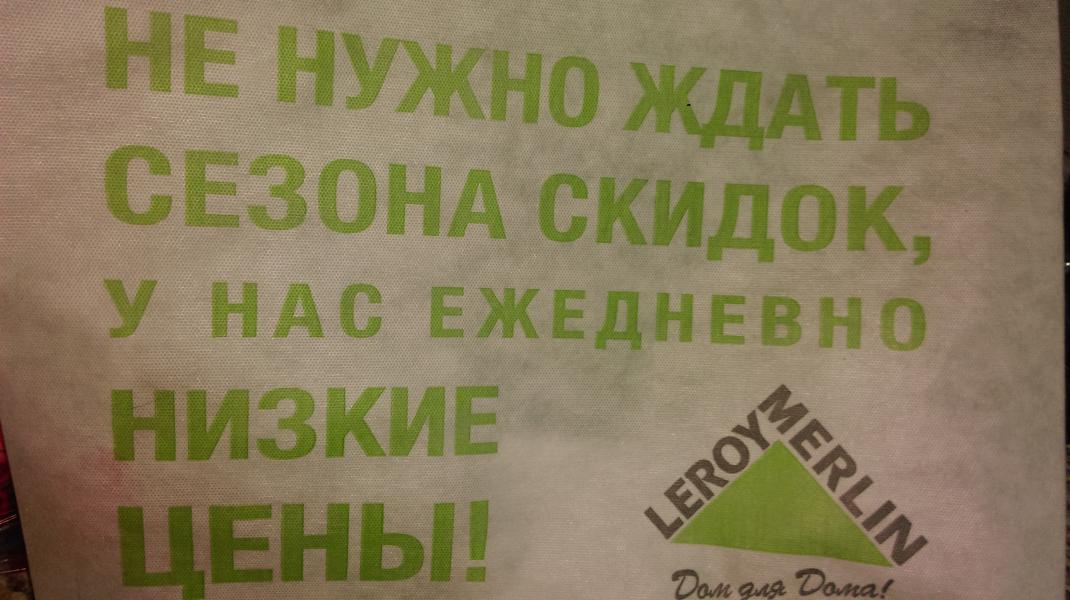 НЕ НУЖНО ЖДАТЬ
СЕЗОНА СКИДОК,
У НАС ЕЖЕДНЕВНО
НИЗКИЕ
ЦЕНЫ!
LEROY MERLIN
Дом для Дома!